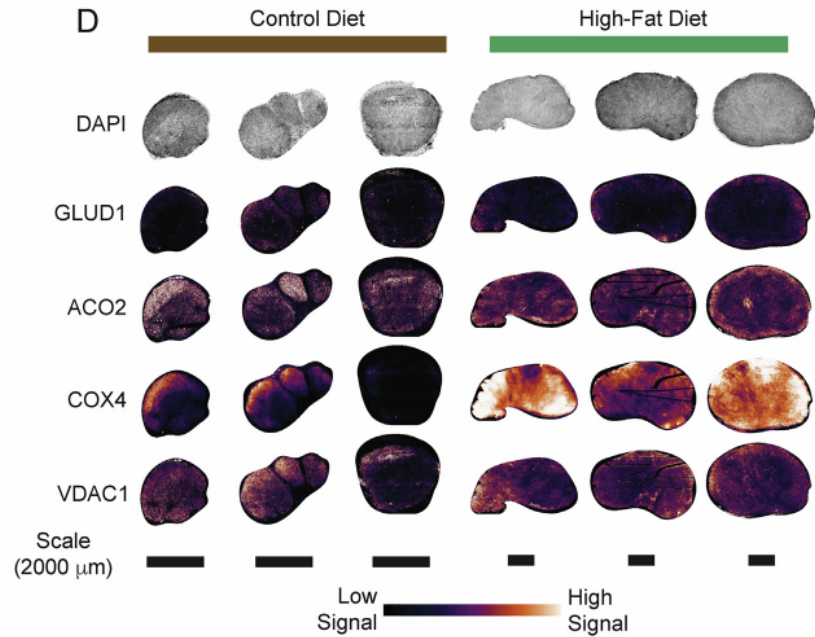 D
Control Diet
High-Fat Diet
DAPI
GLUD1
ACO2
COX4
VDAC1
Scale
(2000 μm)
Low
Signal
High
Signal